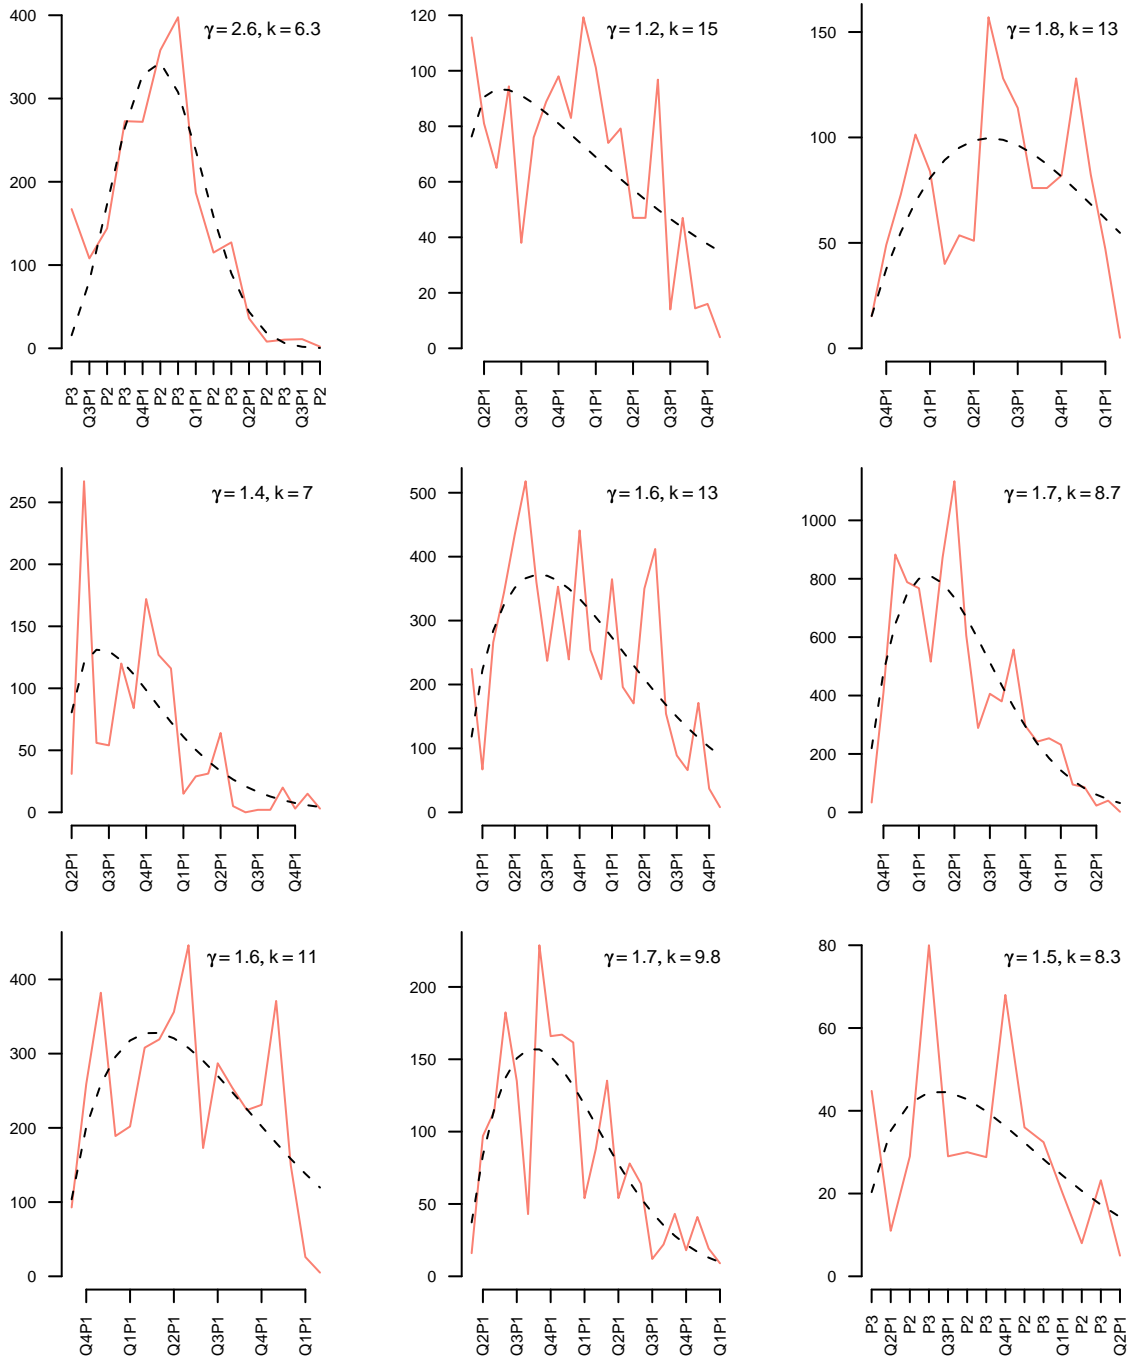 γ = 2.6, k = 6.3
400
300
200
100
0
P3
Q3P1
P2
P3
Q4P1
P2
P3
Q1P1
P2
P3
Q2P1
P2
P3
Q3P1
P2
γ = 1.2, k = 15
120
100
80
60
40
20
0
Q2P1
Q3P1
Q4P1
Q1P1
Q2P1
Q3P1
Q4P1
γ = 1.8, k = 13
150
100
50
0
Q4P1
Q1P1
Q2P1
Q3P1
Q4P1
Q1P1
γ = 1.4, k = 7
250
200
150
100
50
0
Q2P1
Q3P1
Q4P1
Q1P1
Q2P1
Q3P1
Q4P1
γ = 1.6, k = 13
500
400
300
200
100
0
Q1P1
Q2P1
Q3P1
Q4P1
Q1P1
Q2P1
Q3P1
Q4P1
γ = 1.7, k = 8.7
1000
800
600
400
200
0
Q4P1
Q1P1
Q2P1
Q3P1
Q4P1
Q1P1
Q2P1
γ = 1.6, k = 11
400
300
200
100
0
Q4P1
Q1P1
Q2P1
Q3P1
Q4P1
Q1P1
γ = 1.7, k = 9.8
200
150
100
50
0
Q2P1
Q3P1
Q4P1
Q1P1
Q2P1
Q3P1
Q4P1
Q1P1
γ = 1.5, k = 8.3
80
60
40
20
0
P3
Q2P1
P2
P3
Q3P1
P2
P3
Q4P1
P2
P3
Q1P1
P2
P3
Q2P1